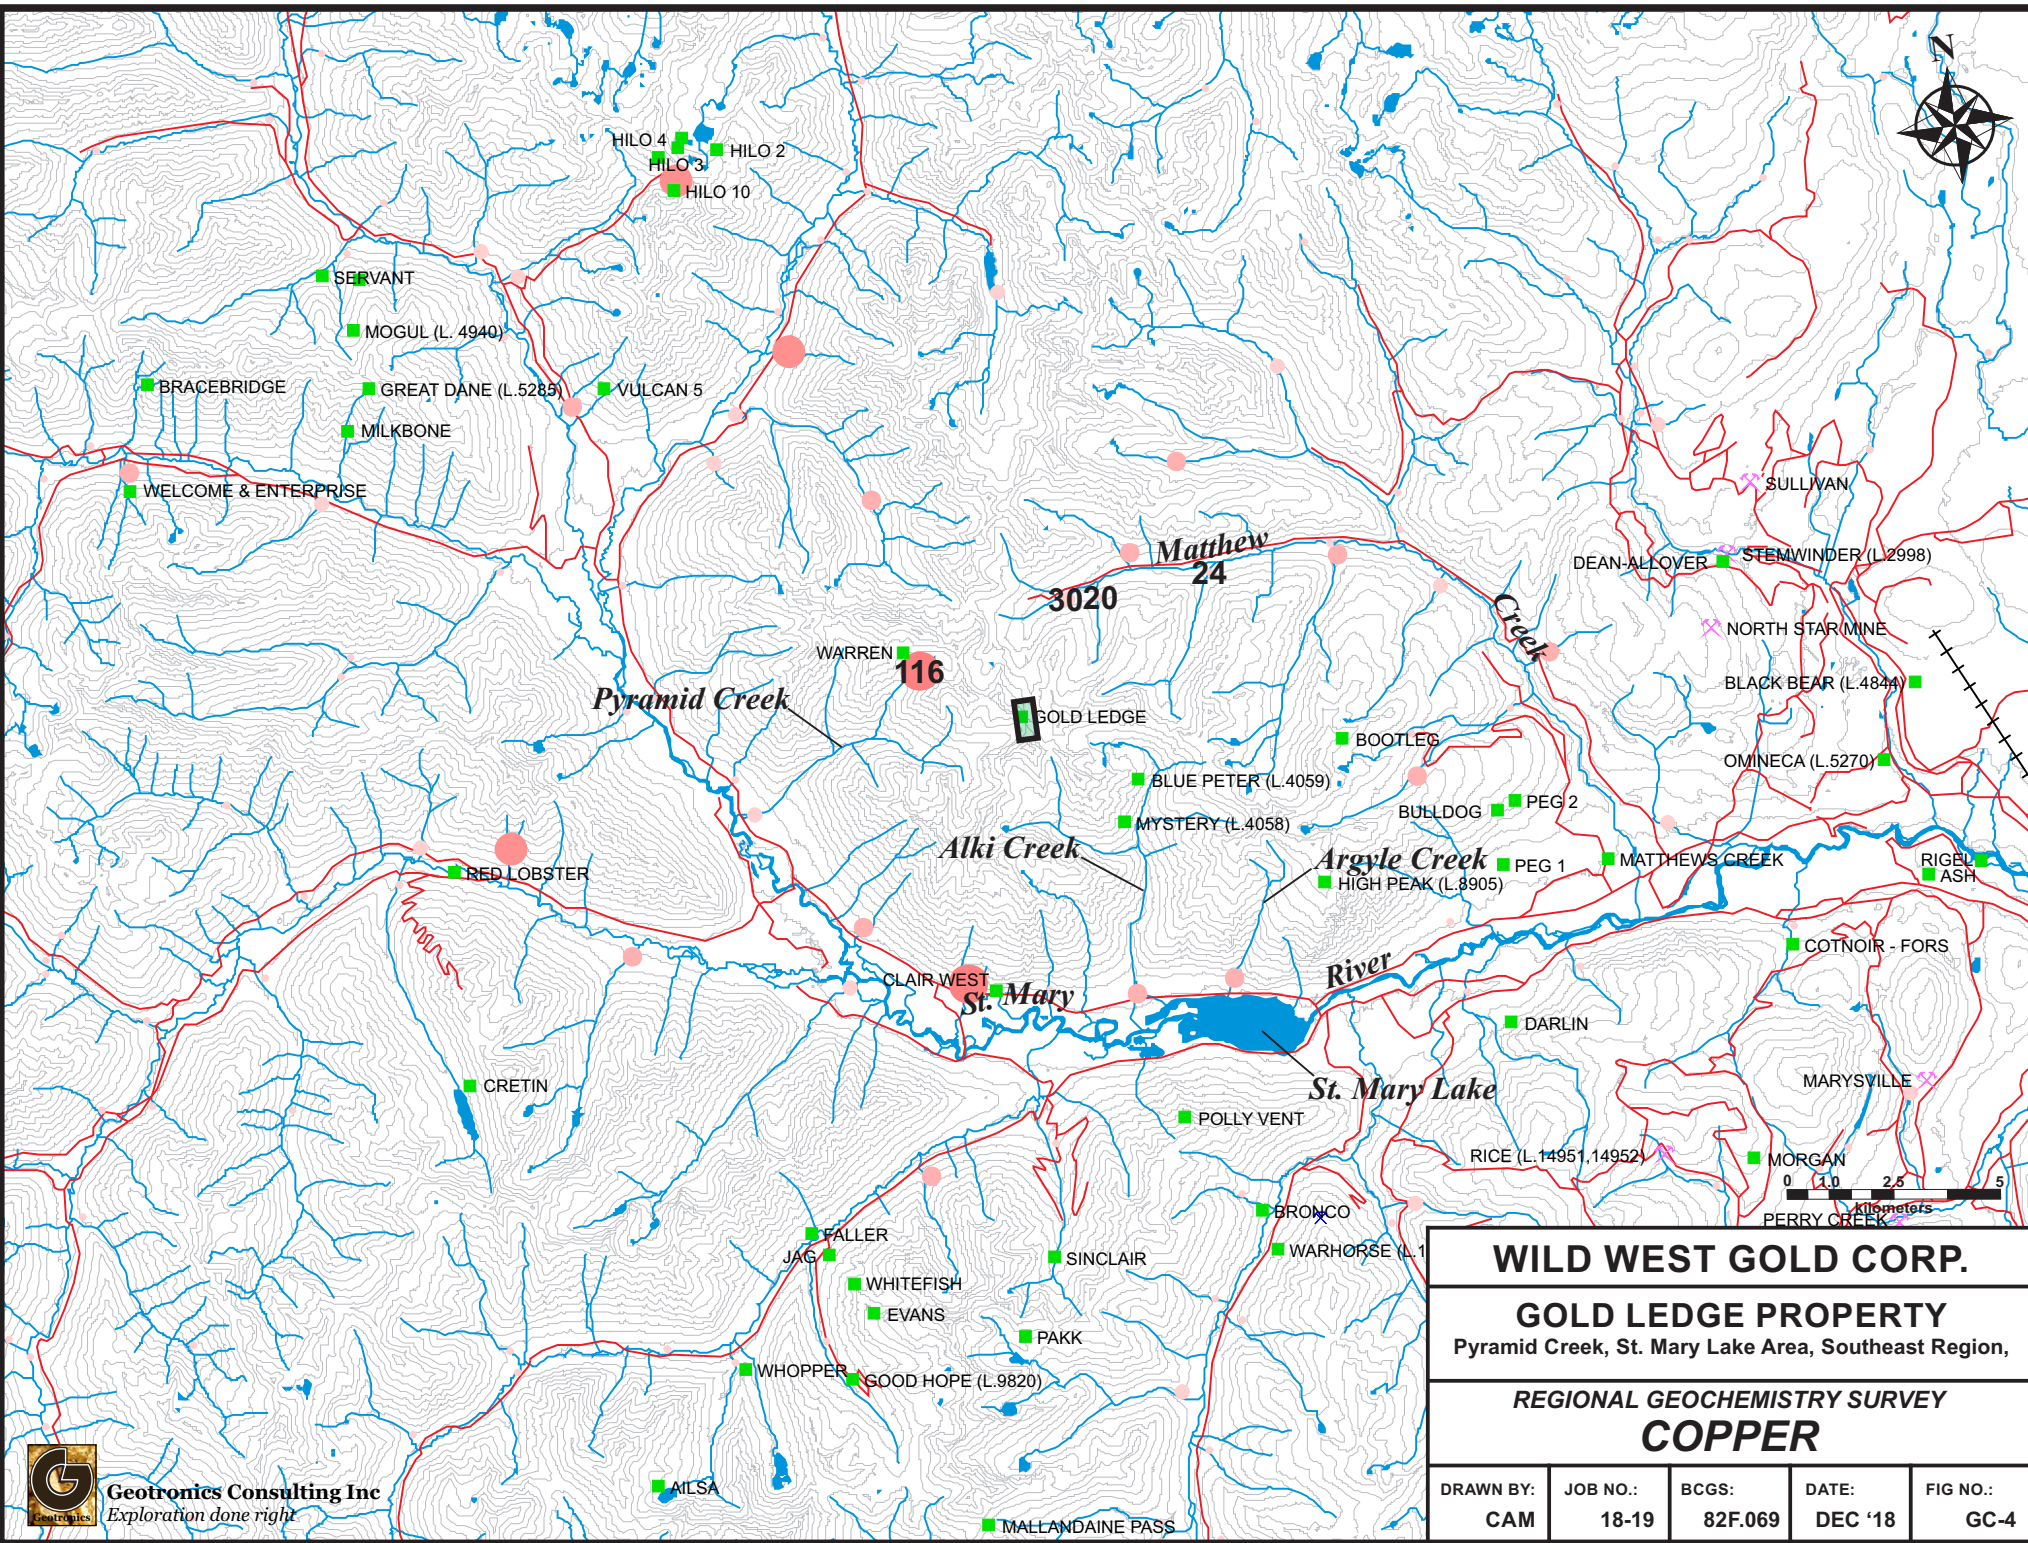 N
HILO 4
HILO 2
HILO 3
HILO 10
SERVANT
MOGUL (L. 4940)
BRACEBRIDGE
GREAT DANE (L.5285)
VULCAN 5
MILKBONE
WELCOME & ENTERPRISE
SULLIVAN
Matthew
24
3020
DEAN-ALLOVER
STEMWINDER (L.2998)
Creek
NORTH STAR MINE
WARREN
116
Pyramid Creek
BLACK BEAR (L.4844)
GOLD LEDGE
BOOTLEG
OMINECA (L.5270)
BLUE PETER (L.4059)
PEG 2
BULLDOG
MYSTERY (L.4058)
Alki Creek
Argyle Creek
PEG 1
MATTHEWS CREEK
RIGEL
ASH
RED LOBSTER
HIGH PEAK (L.8905)
COTNOIR - FORS
River
CLAIR WEST
St. Mary
DARLIN
CRETIN
St. Mary Lake
MARYSVILLE
POLLY VENT
RICE (L.14951,14952)
MORGAN
0 1.0 2.5 5
kilometers
BRONCO
PERRY CREEK
FALLER
JAG
SINCLAIR
WARHORSE (L.1
WHITEFISH
EVANS
PAKK
WHOPPER
GOOD HOPE (L.9820)
AILSA
MALLANDAINE PASS
WILD WEST GOLD CORP.
GOLD LEDGE PROPERTY
Pyramid Creek, St. Mary Lake Area, Southeast Region,
REGIONAL GEOCHEMISTRY SURVEY
COPPER
DRAWN BY: JOB NO.: BCGS: DATE: FIG NO.:
CAM 18-19 82F.069 DEC ‘18 GC-4
G
Geotronics
Geotronics Consulting Inc
Exploration done right